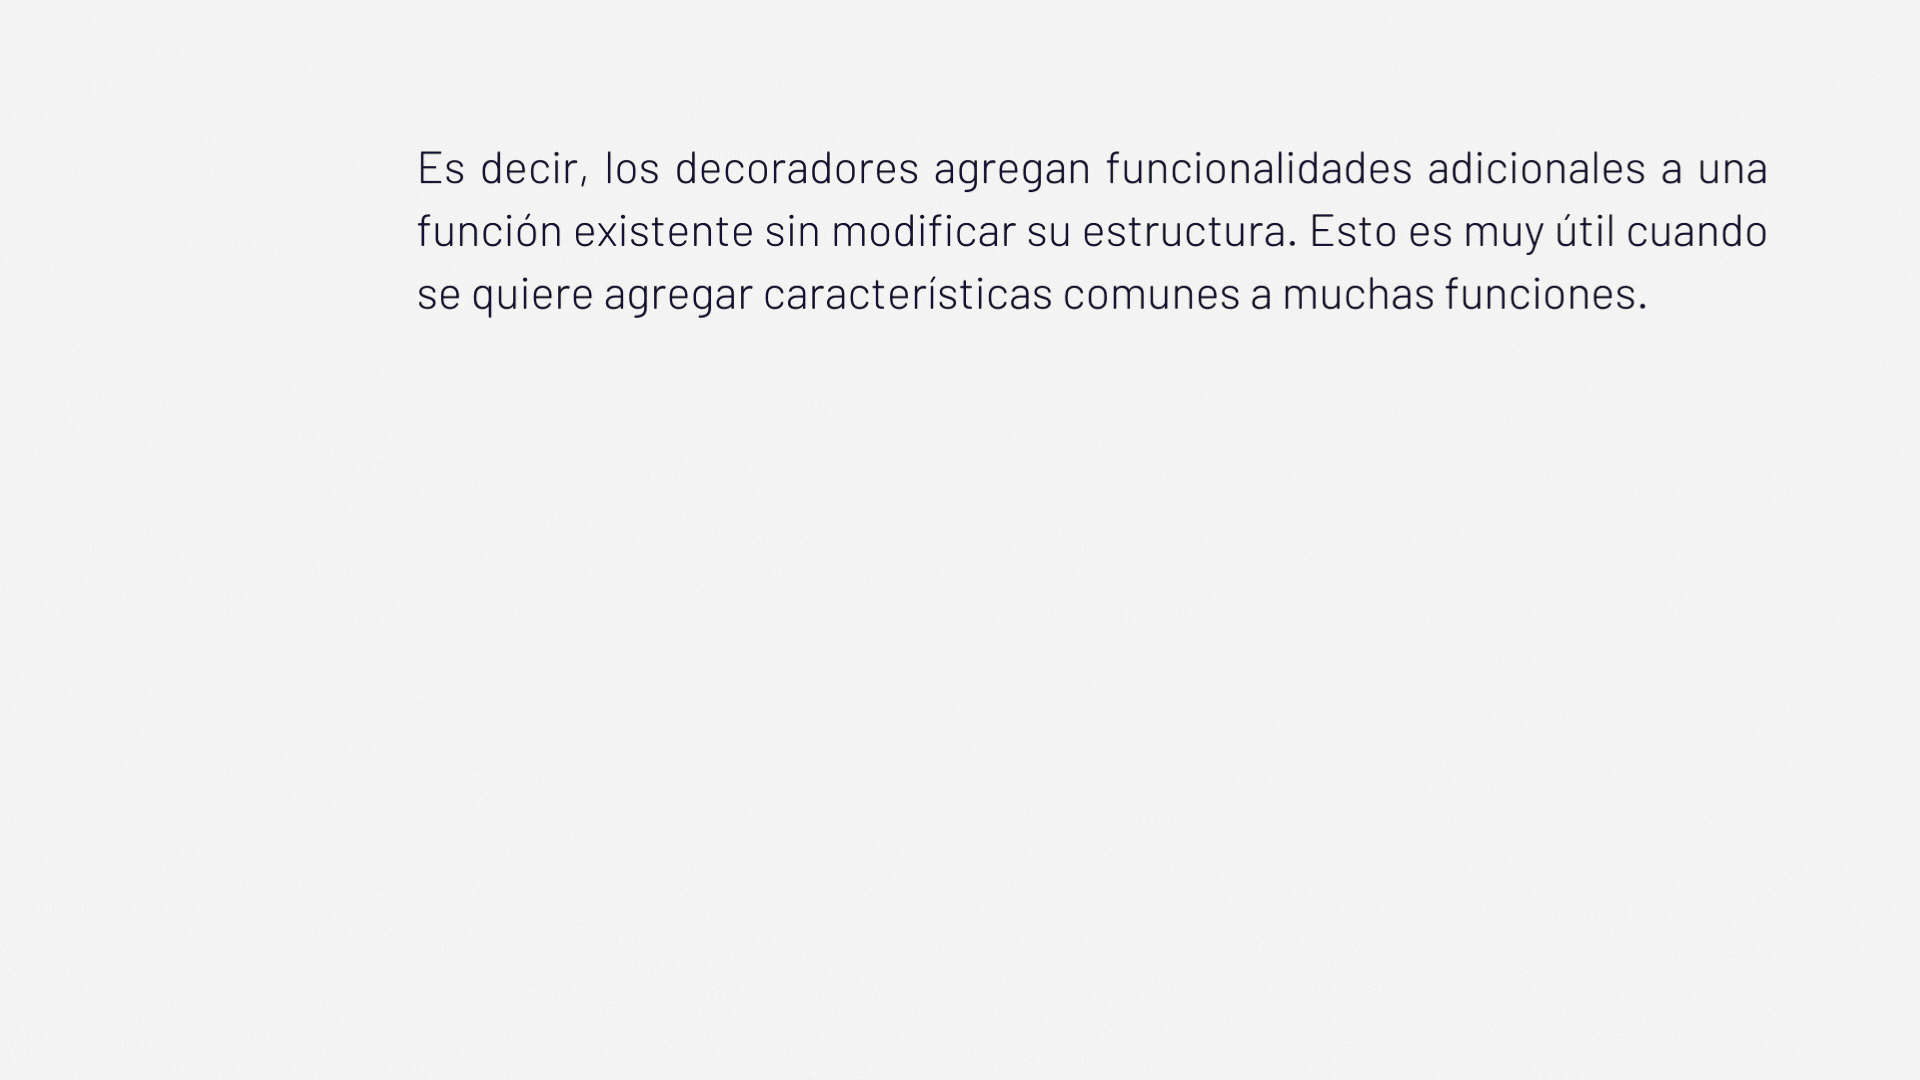 Es decir, los decoradores agregan funcionalidades adicionales a una
función existente sin modificar su estructura. Esto es muy útil cuando
se quiere agregar características comunes a muchas funciones.